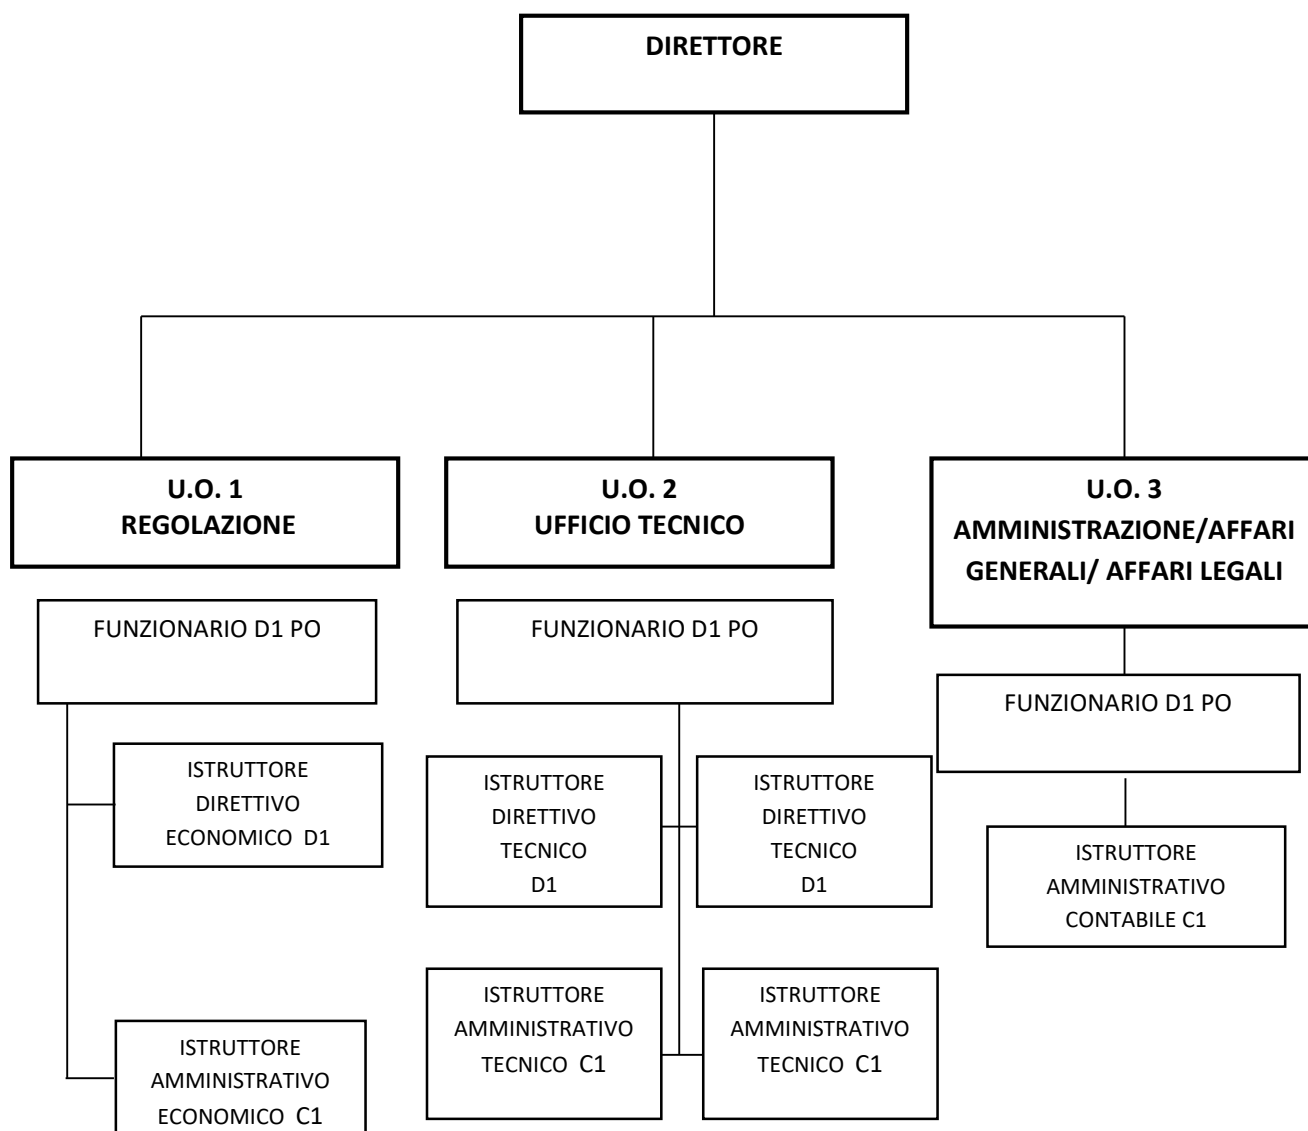 DIRETTORE
U.O. 1
REGOLAZIONE
U.O. 2
UFFICIO TECNICO
U.O. 3
AMMINISTRAZIONE/AFFARI
GENERALI/ AFFARI LEGALI
FUNZIONARIO D1 PO
FUNZIONARIO D1 PO
FUNZIONARIO D1 PO
ISTRUTTORE
DIRETTIVO
ECONOMICO D1
ISTRUTTORE
DIRETTIVO
TECNICO
D1
ISTRUTTORE
DIRETTIVO
TECNICO
D1
ISTRUTTORE
AMMINISTRATIVO
CONTABILE C1
ISTRUTTORE
AMMINISTRATIVO
ECONOMICO C1
ISTRUTTORE
AMMINISTRATIVO
TECNICO C1
ISTRUTTORE
AMMINISTRATIVO
TECNICO C1